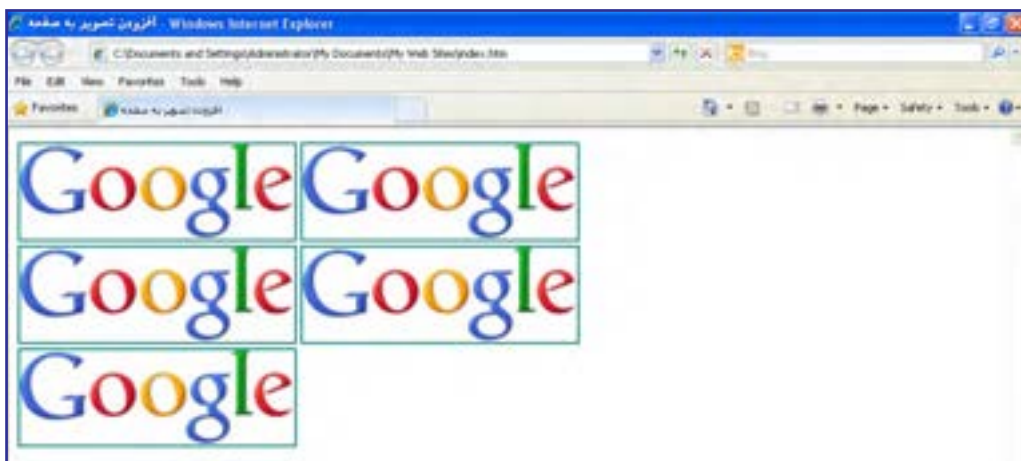 افزودن تصویر به صفحه - Windows Internet Explorer
C:\Documents and Settings\Administrator\My Documents\My Web Sites\index.htm
Bing
File Edit View Favorites Tools Help
Favorites افزودن تصویر به صفحه Page Safety Tools
Google Google
Google Google
Google